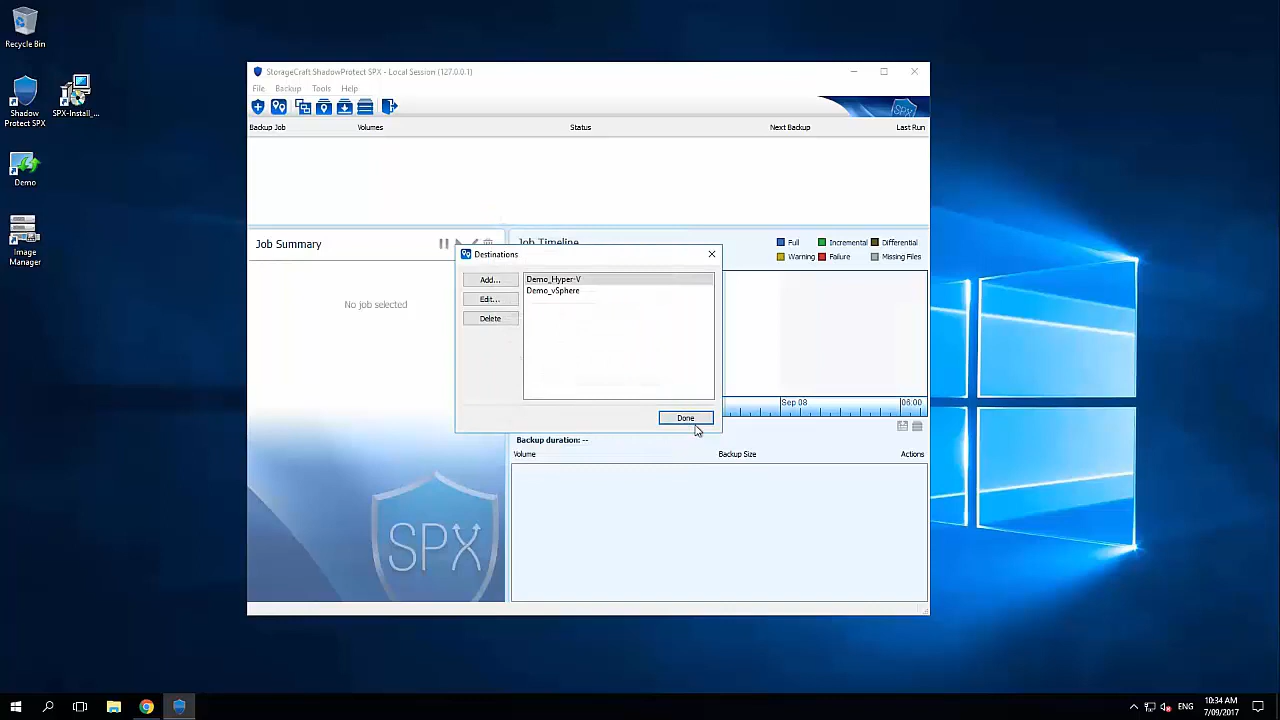 Recycle Bin
Shadow
Protect SPX
SPX-Install_...
Demo
Image
Manager
StorageCraft ShadowProtect SPX - Local Session (127.0.0.1)
File Backup Tools Help
SPX
Backup Job Volumes Status Next Backup Last Run
Job Summary
No job selected
SPX
Job Timeline
Full Incremental Differential
Warning Failure Missing Files
Destinations
Add...
Edit...
Delete
Demo_Hyper-V
Demo_vSphere
Done
Sep 08 06:00
Backup duration: --
Volume Backup Size Actions
ENG
10:34 AM
7/09/2017